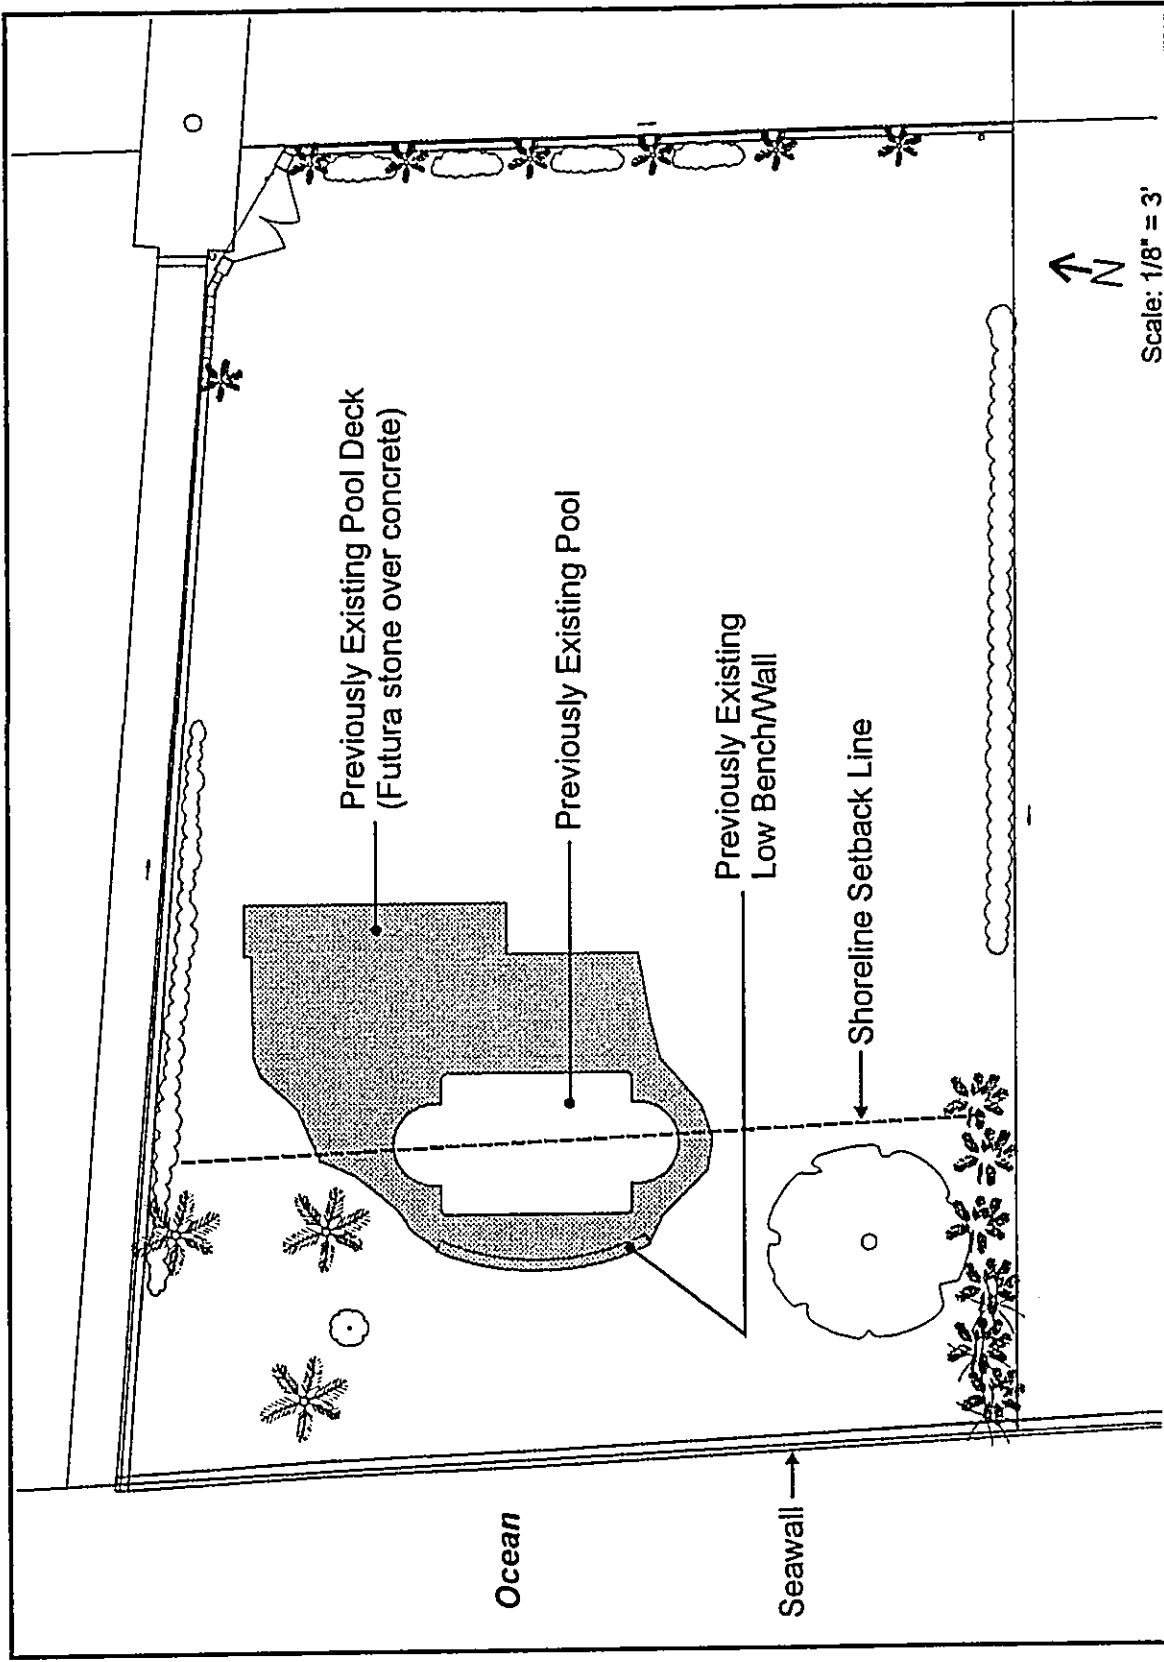 Previously Existing Pool Deck
(Futura stone over concrete)
Previously Existing Pool
Previously Existing
Low Bench/Wall
Shoreline Setback Line
Ocean
Seawall
N
Scale: 1/8" = 3'